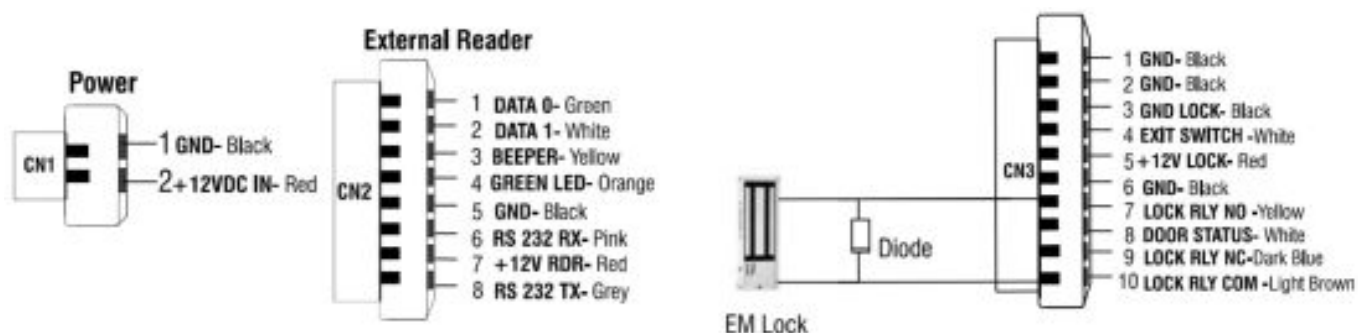 Power
CN1
1 GND- Black
2+12VDC IN- Red
External Reader
CN2
1 DATA 0- Green
2 DATA 1- White
3 BEEPER- Yellow
4 GREEN LED- Orange
5 GND- Black
6 RS 232 RX- Pink
7 +12V RDR- Red
8 RS 232 TX- Grey
EM Lock
Diode
CN3
1 GND- Black
2 GND- Black
3 GND LOCK- Black
4 EXIT SWITCH -White
5 +12V LOCK- Red
6 GND- Black
7 LOCK RLY NO -Yellow
8 DOOR STATUS- White
9 LOCK RLY NC-Dark Blue
10 LOCK RLY COM -Light Brown